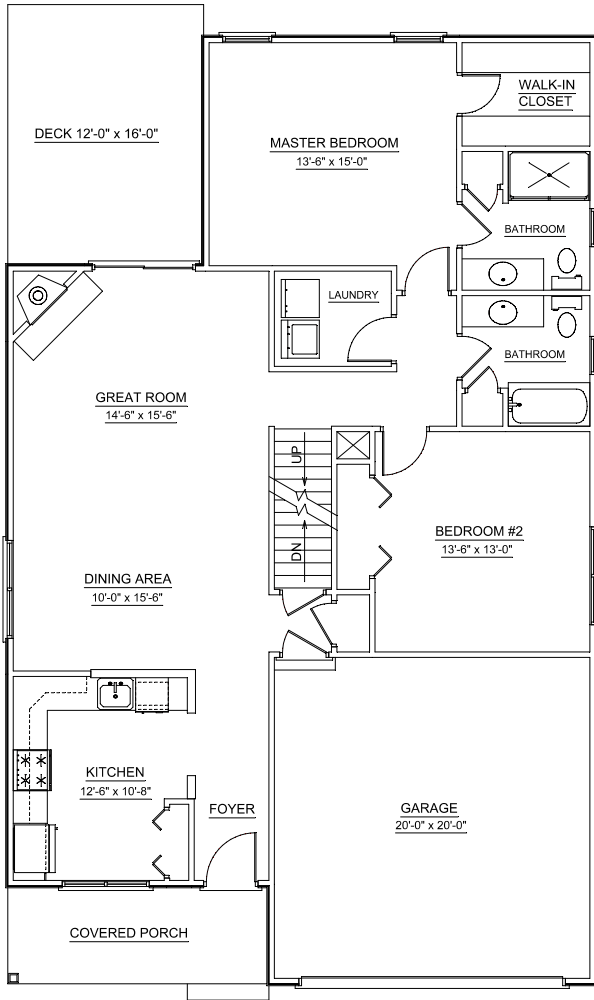 WALK-IN
CLOSET
DECK 12'-0" x 16'-0"
MASTER BEDROOM
13'-6" x 15'-0"
BATHROOM
LAUNDRY
BATHROOM
GREAT ROOM
14'-6" x 15'-6"
UP
BEDROOM #2
13'-6" x 13'-0"
DN
DINING AREA
10'-0" x 15'-6"
KITCHEN
12'-6" x 10'-8"
FOYER
GARAGE
20'-0" x 20'-0"
COVERED PORCH